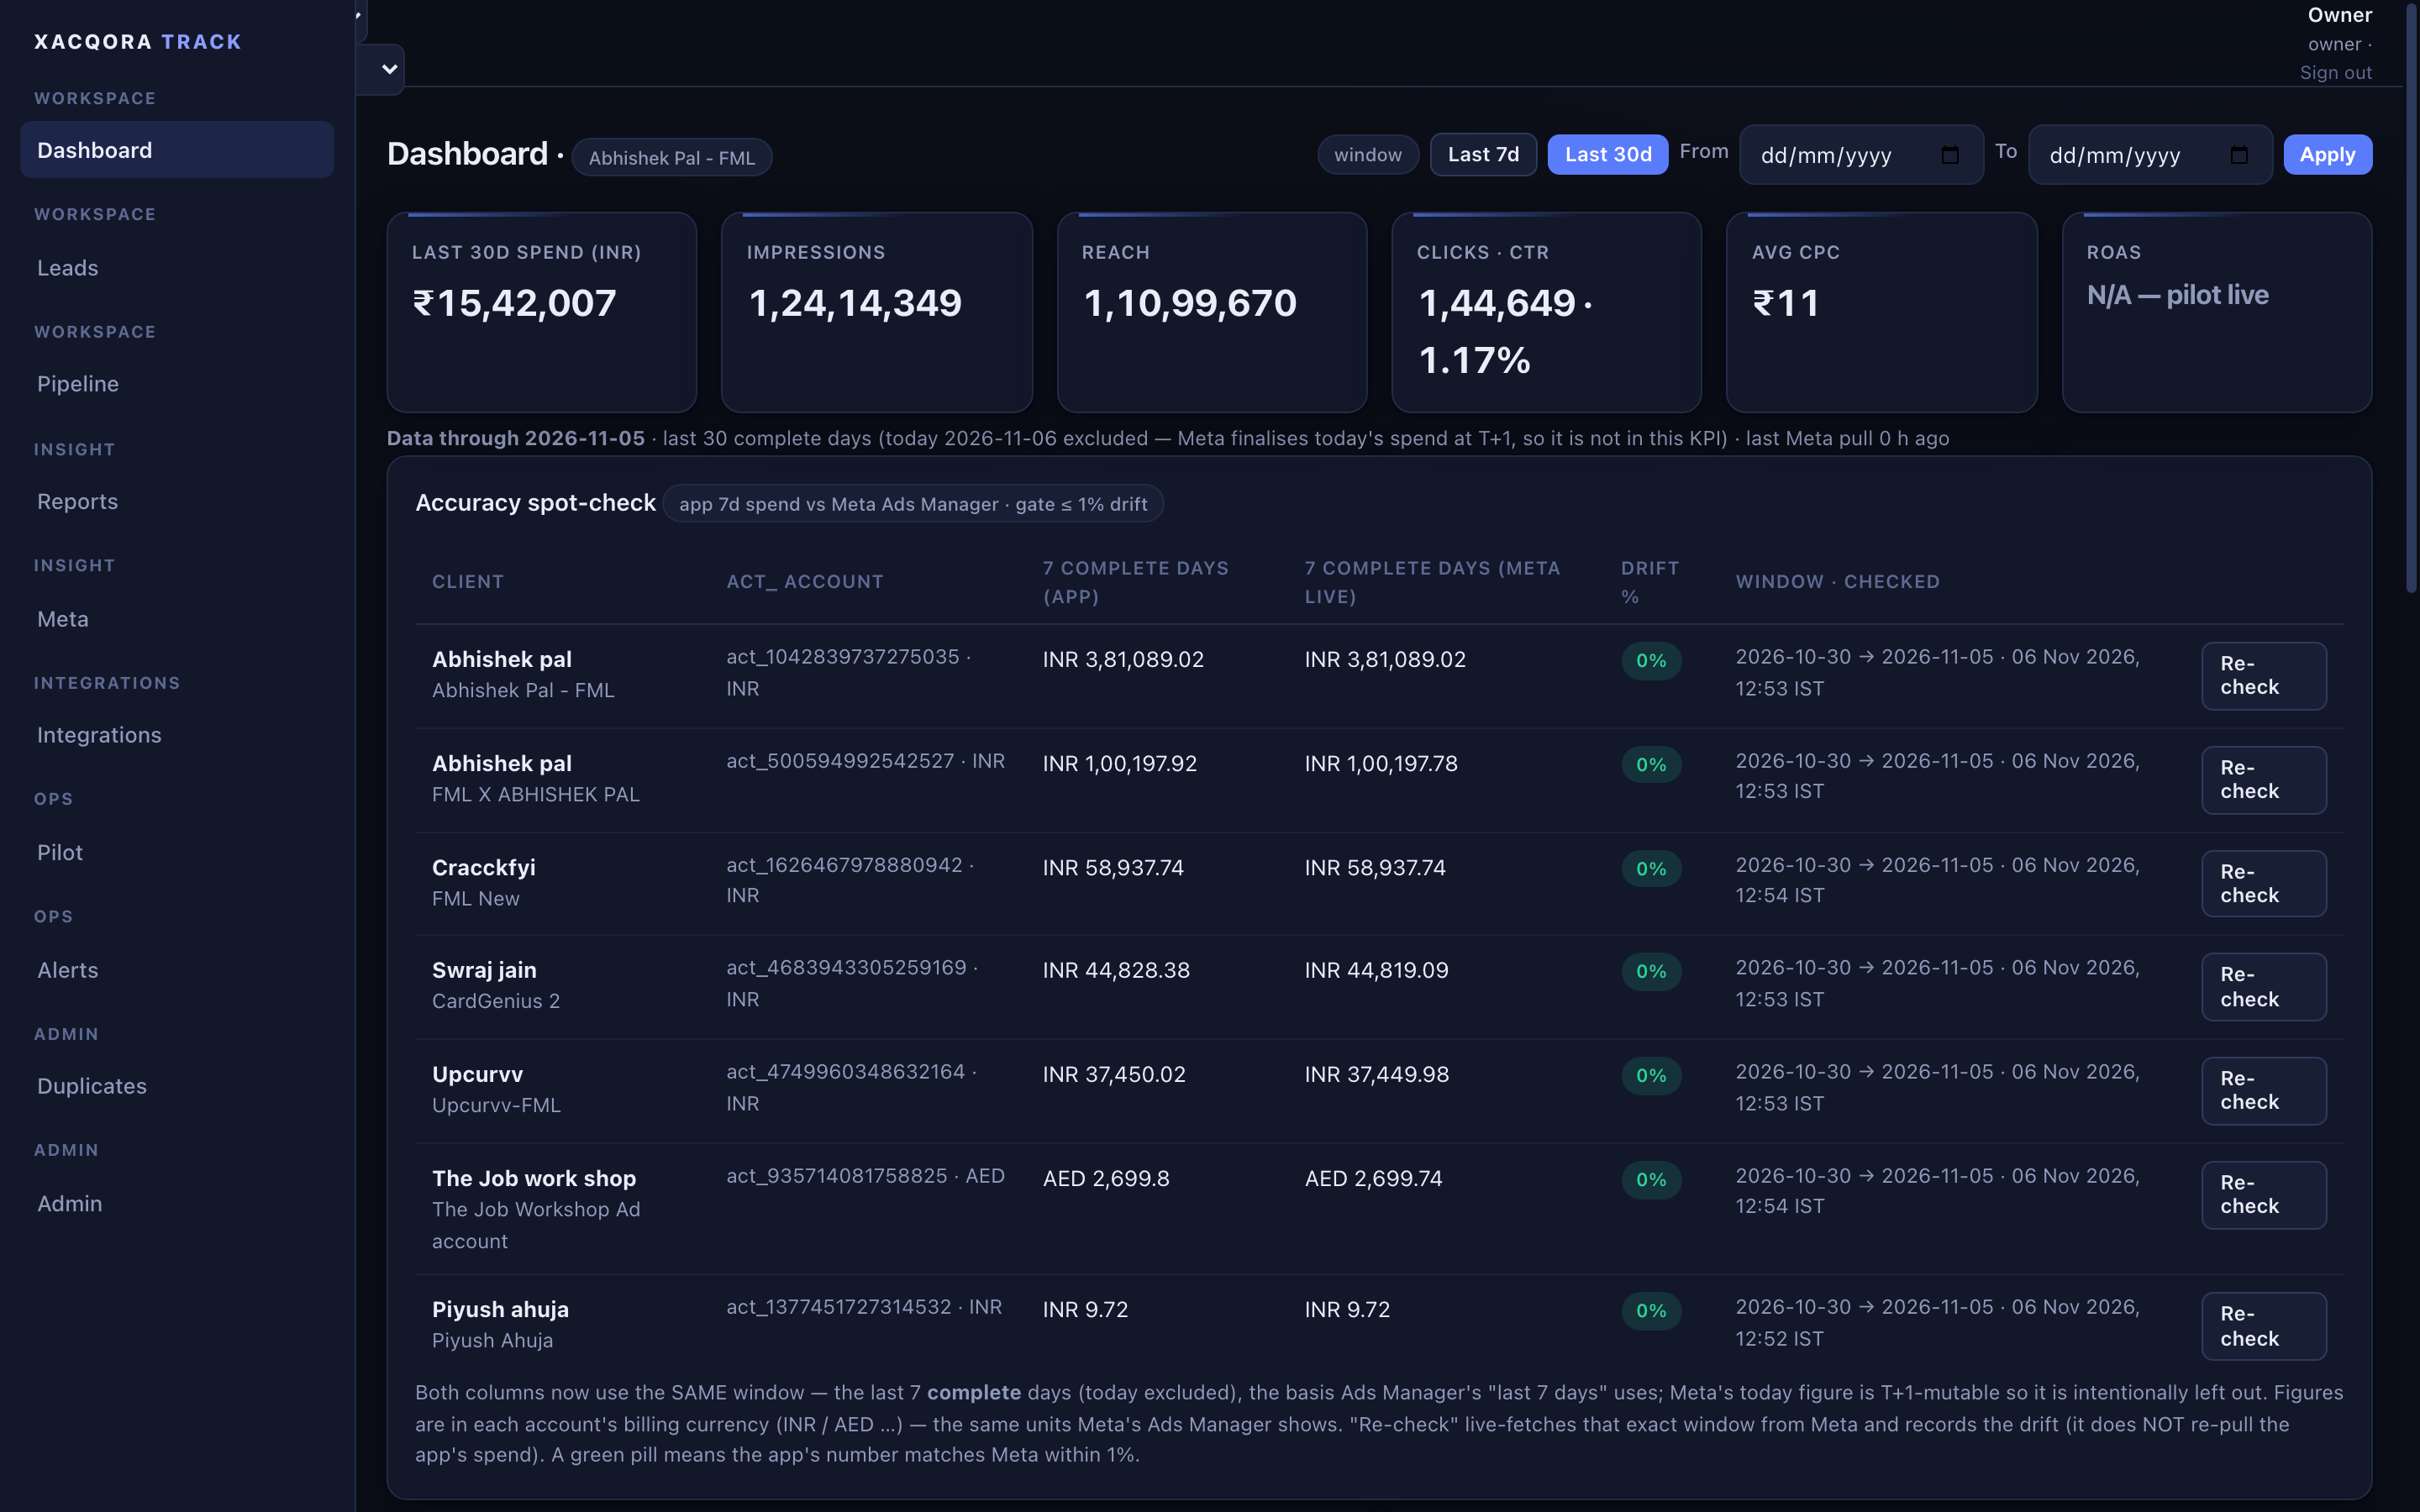 XACQORA TRACK
WORKSPACE
Dashboard
WORKSPACE
Leads
WORKSPACE
Pipeline
INSIGHT
Reports
INSIGHT
Meta
INTEGRATIONS
Integrations
OPS
Pilot
OPS
Alerts
ADMIN
Duplicates
ADMIN
Admin
Owner
owner ·
Sign out
Dashboard · Abhishek Pal - FML
window Last 7d Last 30d From dd/mm/yyyy To dd/mm/yyyy Apply
LAST 30D SPEND (INR)
₹15,42,007
IMPRESSIONS
1,24,14,349
REACH
1,10,99,670
CLICKS · CTR
1,44,649 ·
1.17%
AVG CPC
₹11
ROAS
N/A — pilot live
Data through 2026-11-05 · last 30 complete days (today 2026-11-06 excluded — Meta finalises today's spend at T+1, so it is not in this KPI) · last Meta pull 0 h ago
Accuracy spot-check app 7d spend vs Meta Ads Manager · gate ≤ 1% drift
CLIENT
ACT_ ACCOUNT
7 COMPLETE DAYS
(APP)
7 COMPLETE DAYS (META
LIVE)
DRIFT
%
WINDOW · CHECKED
Abhishek pal
Abhishek Pal - FML
act_1042839737275035 ·
INR
INR 3,81,089.02
INR 3,81,089.02
0%
2026-10-30 → 2026-11-05 · 06 Nov 2026,
12:53 IST
Re-
check
Abhishek pal
FML X ABHISHEK PAL
act_500594992542527 · INR
INR 1,00,197.92
INR 1,00,197.78
0%
2026-10-30 → 2026-11-05 · 06 Nov 2026,
12:53 IST
Re-
check
Cracckfyi
FML New
act_1626467978880942 ·
INR
INR 58,937.74
INR 58,937.74
0%
2026-10-30 → 2026-11-05 · 06 Nov 2026,
12:54 IST
Re-
check
Swraj jain
CardGenius 2
act_4683943305259169 ·
INR
INR 44,828.38
INR 44,819.09
0%
2026-10-30 → 2026-11-05 · 06 Nov 2026,
12:53 IST
Re-
check
Upcurvv
Upcurvv-FML
act_4749960348632164 ·
INR
INR 37,450.02
INR 37,449.98
0%
2026-10-30 → 2026-11-05 · 06 Nov 2026,
12:53 IST
Re-
check
The Job work shop
The Job Workshop Ad
account
act_935714081758825 · AED
AED 2,699.8
AED 2,699.74
0%
2026-10-30 → 2026-11-05 · 06 Nov 2026,
12:54 IST
Re-
check
Piyush ahuja
Piyush Ahuja
act_1377451727314532 · INR
INR 9.72
INR 9.72
0%
2026-10-30 → 2026-11-05 · 06 Nov 2026,
12:52 IST
Re-
check
Both columns now use the SAME window — the last 7 complete days (today excluded), the basis Ads Manager's "last 7 days" uses; Meta's today figure is T+1-mutable so it is intentionally left out. Figures
are in each account's billing currency (INR / AED …) — the same units Meta's Ads Manager shows. "Re-check" live-fetches that exact window from Meta and records the drift (it does NOT re-pull the
app's spend). A green pill means the app's number matches Meta within 1%.